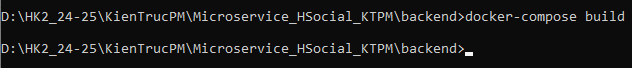 D:\HK2_24-25\KienTrucPM\Microservice_HSocial_KTPM\backend>docker-compose build
D:\HK2_24-25\KienTrucPM\Microservice_HSocial_KTPM\backend>